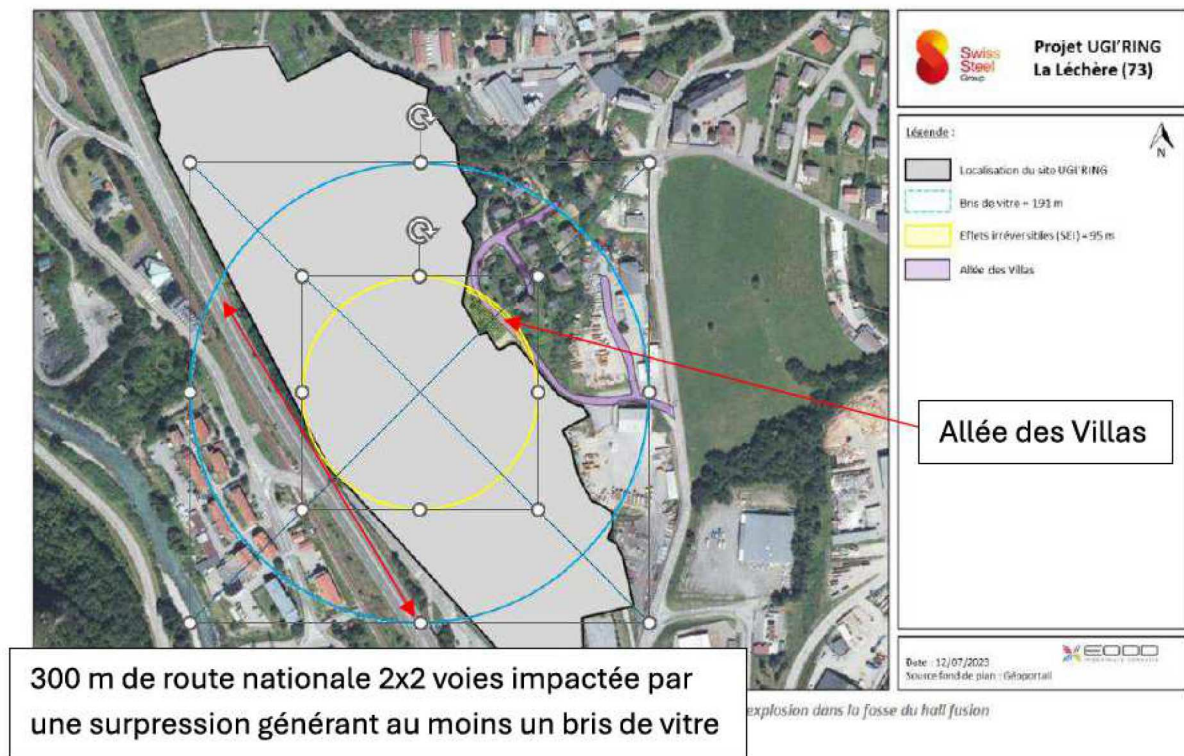 Swiss
Steel
Group
Projet UGI'RING
La Léchère (73)
Légende :
N
Localisation du site UGI'RING
Bris de vitre = 191 m
Effets irréversibles (SEI) = 95 m
Allée des Villas
Allée des Villas
300 m de route nationale 2x2 voies impactée par
une surpression générant au moins un bris de vitre
Date : 12/07/2023
Source fond de plan : Géoportail
EODD
explosion dans la fosse du hall fusion